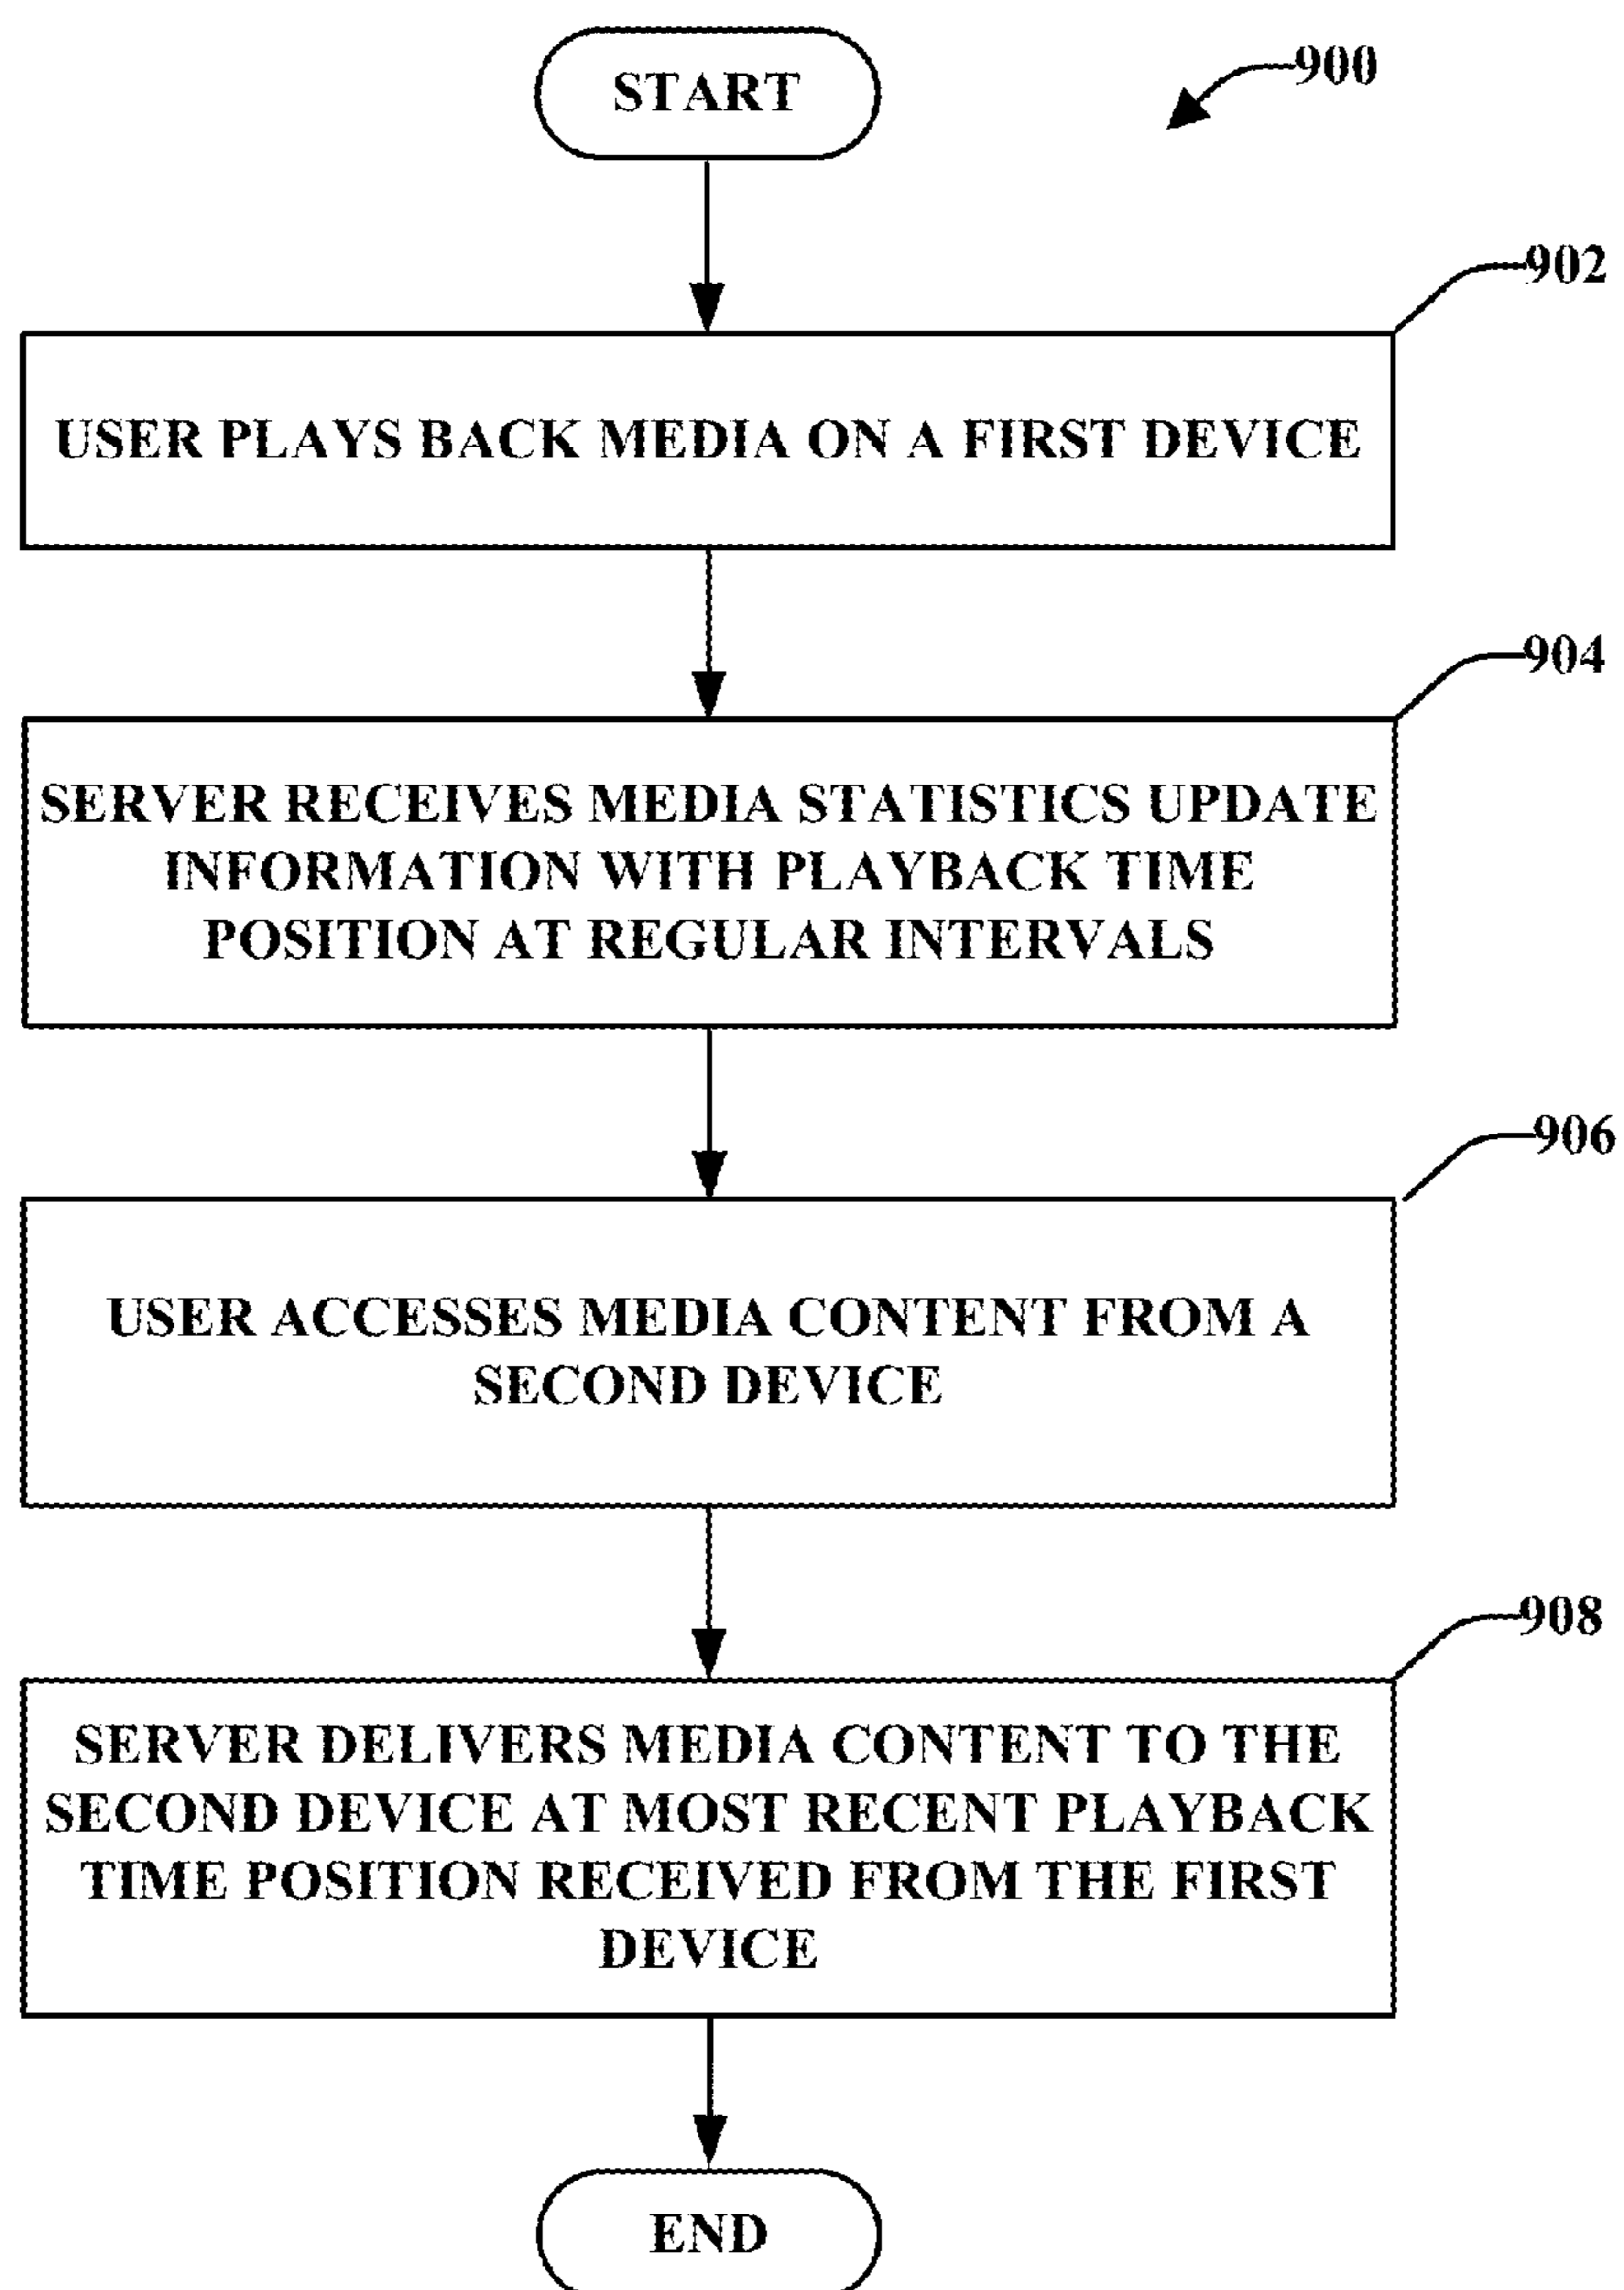 START
900
902
USER PLAYS BACK MEDIA ON A FIRST DEVICE
904
SERVER RECEIVES MEDIA STATISTICS UPDATE
INFORMATION WITH PLAYBACK TIME
POSITION AT REGULAR INTERVALS
906
USER ACCESSES MEDIA CONTENT FROM A
SECOND DEVICE
908
SERVER DELIVERS MEDIA CONTENT TO THE
SECOND DEVICE AT MOST RECENT PLAYBACK
TIME POSITION RECEIVED FROM THE FIRST
DEVICE
END